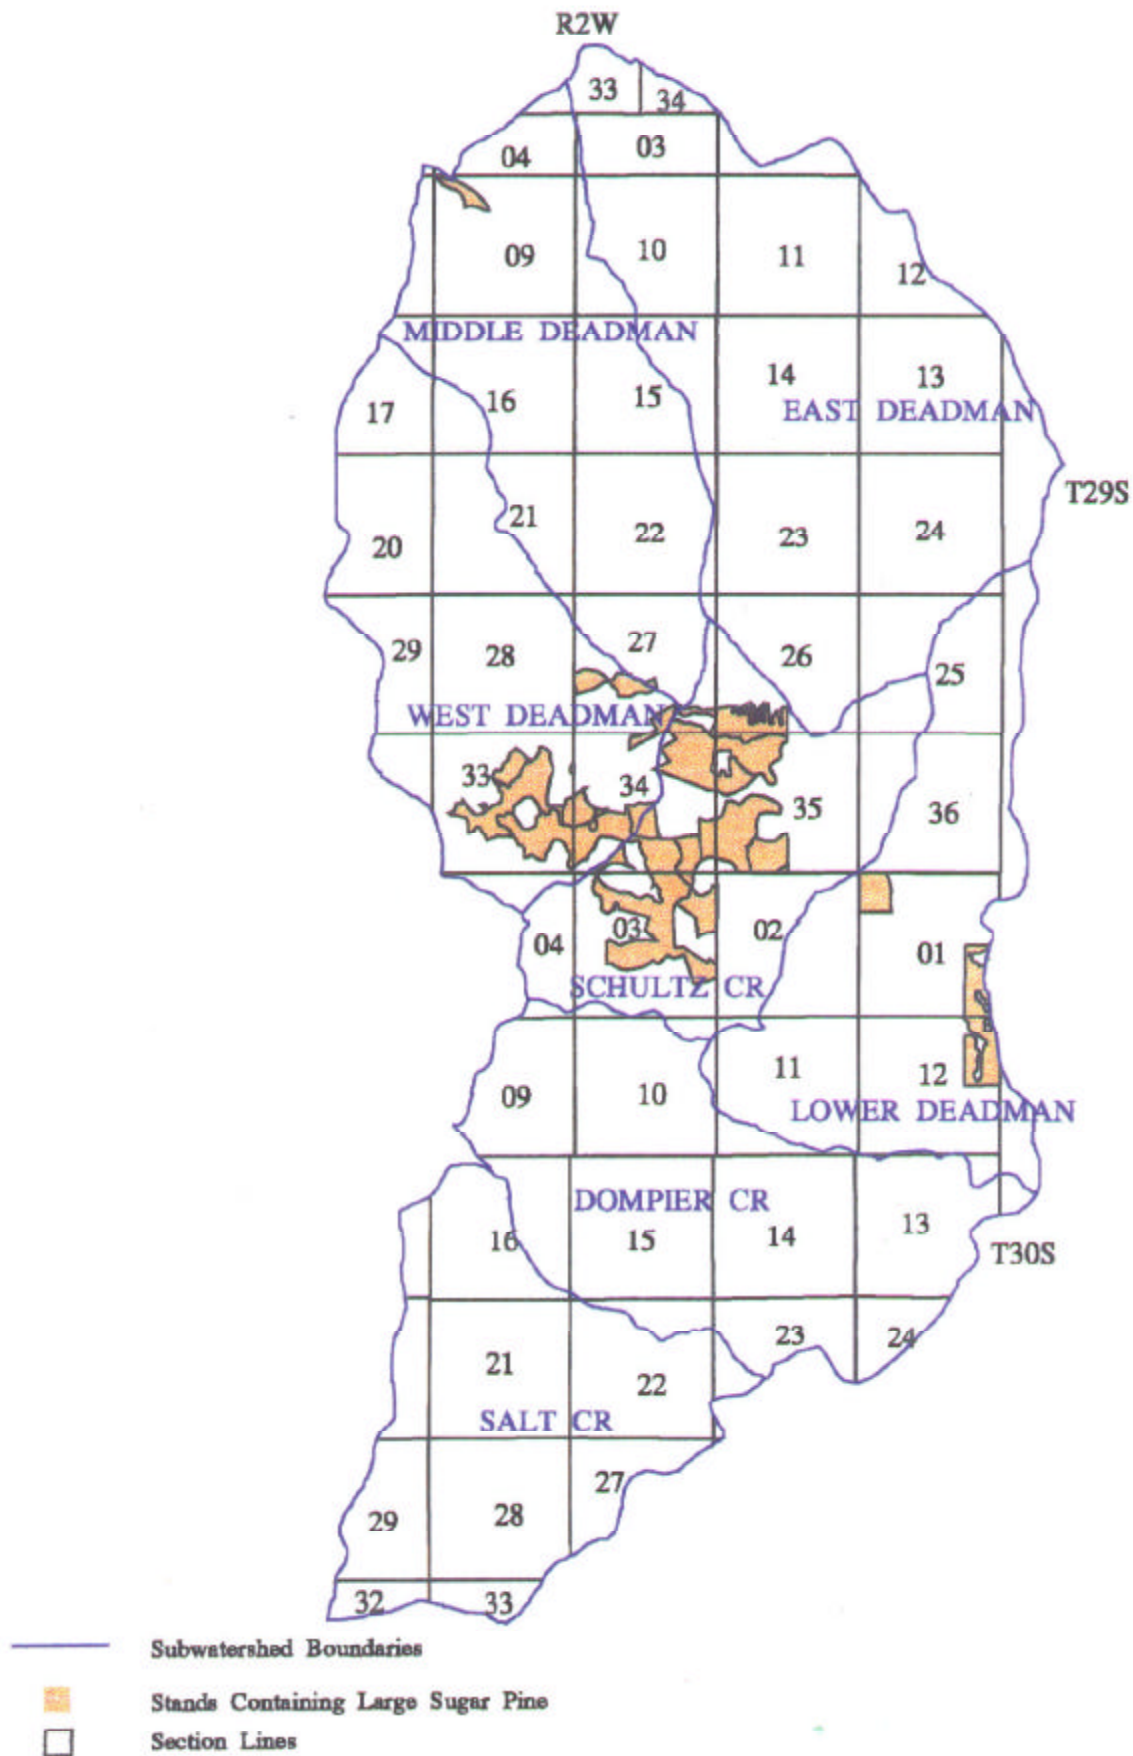 R2W
33 34
04 03
09 10 11 12
MIDDLE DEADMAN
17 16 15 14 13
EAST DEADMAN
T29S
20 21 22 23 24
29 28 27 26 25
WEST DEADMAN
33 34 35 36
04 03 02 01
SCHULTZ CR
09 10 11 12
LOWER DEADMAN
DOMPIER CR
16 15 14 13
T30S
21 22 23 24
SALT CR
29 28 27
32 33
Subwatershed Boundaries
Stands Containing Large Sugar Pine
Section Lines